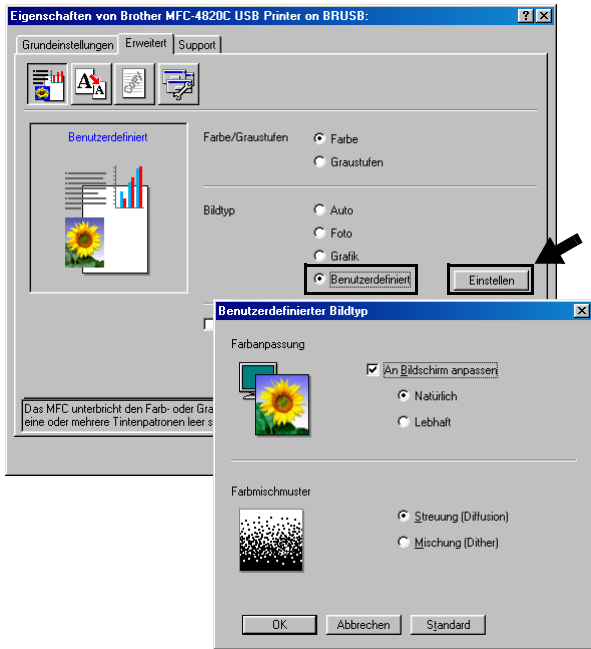 Eigenschaften von Brother MFC-4820C USB Printer on BRUSB:
Grundeinstellungen Erweitert Support
Benutzerdefiniert
Farbe/Graustufen
Farbe
Graustufen
Bildtyp
Auto
Foto
Grafik
Benutzerdefiniert
Einstellen
Das MFC unterbricht den Farb- oder Gra
eine oder mehrere Tintenpatronen leer s
Benutzerdefinierter Bildtyp
Farbanpassung
An Bildschirm anpassen
Natürlich
Lebhaft
Farbmischmuster
Streuung (Diffusion)
Mischung (Dither)
OK Abbrechen Standard